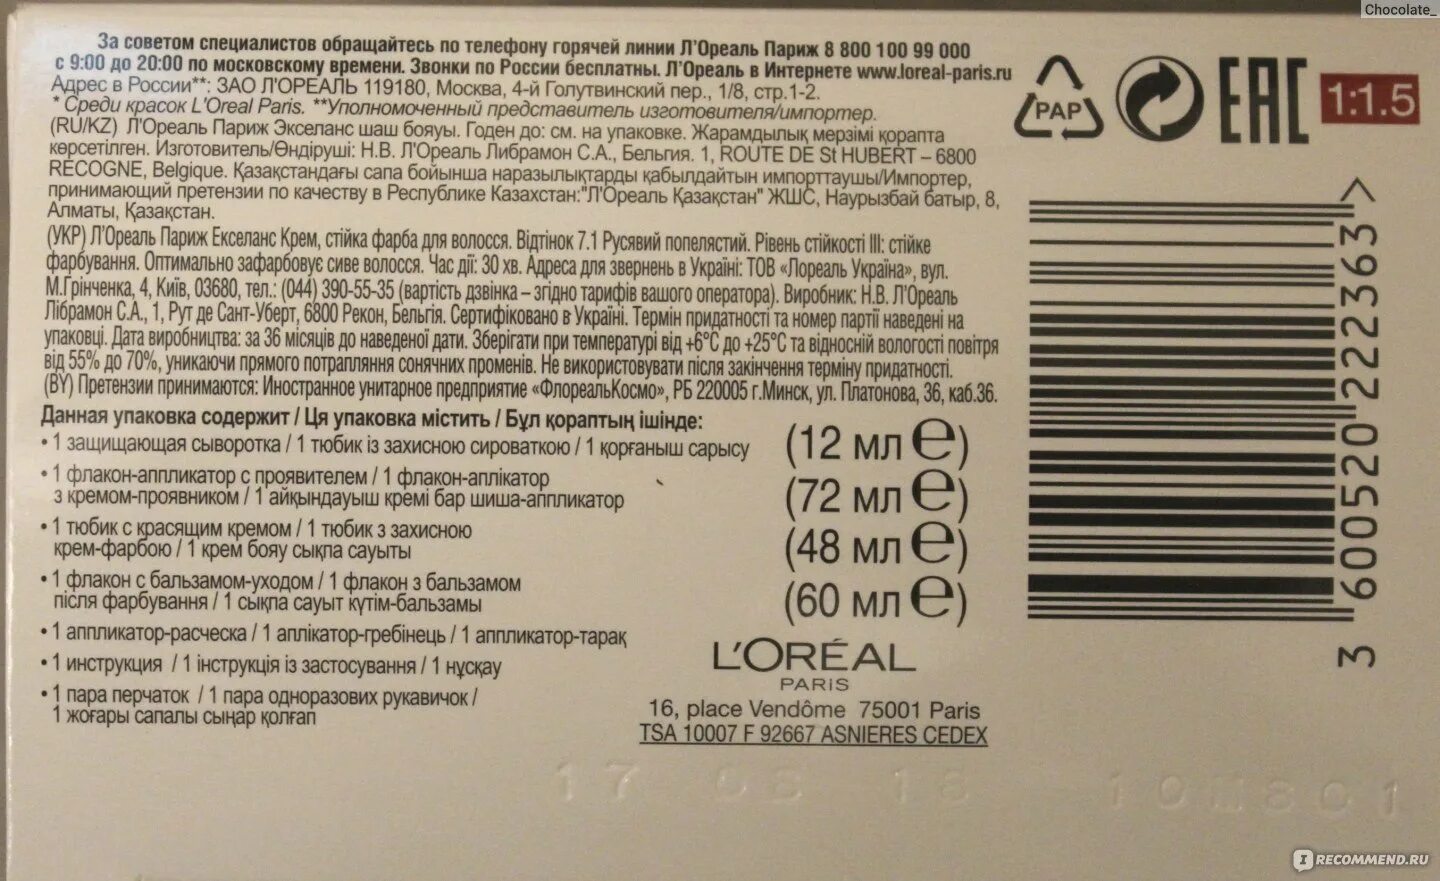 Chocolate_
За советом специалистов обращайтесь по телефону горячей линии Л'Ореаль Париж 8 800 100 99 000
с 9:00 до 20:00 по московскому времени. Звонки по России бесплатны. Л'Ореаль в Интернете www.loreal-paris.ru
Адрес в России**: ЗАО Л'ОРЕАЛЬ 119180, Москва, 4-й Голутвинский пер., 1/8, стр.1-2.
* Среди красок L'Oreal Paris. **Уполномоченный представитель изготовителя/импортер.
(RU/KZ) Л'Ореаль Париж Экселанс шаш бояуы. Годен до: см. на упаковке. Жарамдылық мерзімі қорапта
көрсетілген. Изготовитель/Өндіруші: Н.В. Л'Ореаль Либрамон С.А., Бельгия. 1, ROUTE DE St HUBERT – 6800
RECOGNE, Belgique. Қазақстандағы сапа бойынша наразылықтарды қабылдайтын импорттаушы/Импортер,
принимающий претензии по качеству в Республике Казахстан:"Л'Ореаль Қазақстан" ЖШС, Наурызбай батыр, 8,
Алматы, Қазақстан.
(УКР) Л'Ореаль Париж Екселанс Крем, стійка фарба для волосся. Відтінок 7.1 Русявий попелястий. Рівень стійкості III: стійке
фарбування. Оптимально зафарбовує сиве волосся. Час дії: 30 хв. Адреса для звернень в Україні: ТОВ «Лореаль Україна», вул.
М.Грінченка, 4, Київ, 03680, тел.: (044) 390-55-35 (вартість дзвінка – згідно тарифів вашого оператора). Виробник: Н.В. Л'Ореаль
Лібрамон С.А., 1, Рут де Сант-Уберт, 6800 Рекон, Бельгія. Сертифіковано в Україні. Термін придатності та номер партії наведені на
упаковці. Дата виробництва: за 36 місяців до наведеної дати. Зберігати при температурі від +6°С до +25°С та відносній вологості повітря
від 55% до 70%, уникаючи прямого потрапляння сонячних променів. Не використовувати після закінчення терміну придатності.
(BY) Претензии принимаются: Иностранное унитарное предприятие «ФлореальКосмо», РБ 220005 г.Минск, ул. Платонова, 36, каб.36.
Данная упаковка содержит / Ця упаковка містить / Бұл қораптың ішінде:
• 1 защищающая сыворотка / 1 тюбик із захисною сироваткою / 1 қорғаныш сарысу (12 мл ℮)
• 1 флакон-аппликатор с проявителем / 1 флакон-аплікатор
з кремом-проявником / 1 айқындауыш кремі бар шиша-аппликатор (72 мл ℮)
• 1 тюбик с красящим кремом / 1 тюбик з захисною
крем-фарбою / 1 крем бояу сықпа сауыты (48 мл ℮)
• 1 флакон с бальзамом-уходом / 1 флакон з бальзамом
після фарбування / 1 сықпа сауыт күтім-бальзамы (60 мл ℮)
• 1 аппликатор-расческа / 1 аплікатор-гребінець / 1 аппликатор-тарақ
• 1 инструкция / 1 інструкція із застосування / 1 нұсқау
• 1 пара перчаток / 1 пара одноразових рукавичок /
1 жоғары сапалы сыңар қолғап
L'ORÉAL
PARIS
16, place Vendôme 75001 Paris
TSA 10007 F 92667 ASNIERES CEDEX
PAP
EAC
1:1.5
3 600520 222363 >
17 08 18 10W801
IRECOMMEND.RU